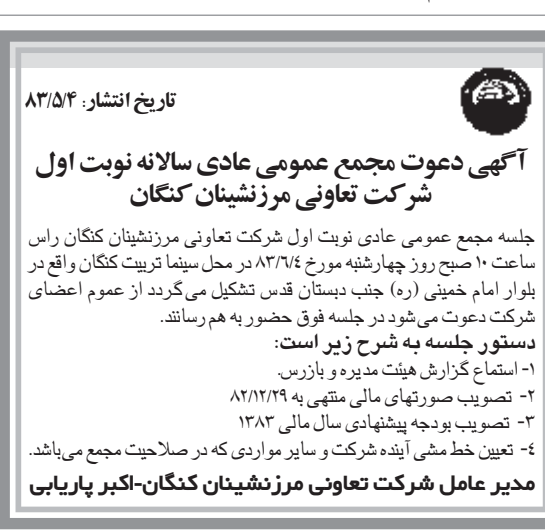 تاریخ انتشار: ۸۳/۵/۴
آگهی دعوت مجمع عمومی عادی سالانه نوبت اول
شرکت تعاونی مرزنشینان کنگان
جلسه مجمع عمومی عادی نوبت اول شرکت تعاونی مرزنشینان کنگان راس
ساعت ۱۰ صبح روز چهارشنبه مورخ ۸۳/٦/٤ در محل سینما تربیت کنگان واقع در
بلوار امام خمینی (ره) جنب دبستان قدس تشکیل می‌گردد از عموم اعضای
شرکت دعوت می‌شود در جلسه فوق حضور به هم رسانند.
دستور جلسه به شرح زیر است:
۱- استماع گزارش هیئت مدیره و بازرس.
۲- تصویب صورتهای مالی منتهی به ۸۲/۱۲/۲۹
۳- تصویب بودجه پیشنهادی سال مالی ۱۳۸۳
٤- تعیین خط مشی آینده شرکت و سایر مواردی که در صلاحیت مجمع می‌باشد.
مدیر عامل شرکت تعاونی مرزنشینان کنگان-اکبر پاریابی